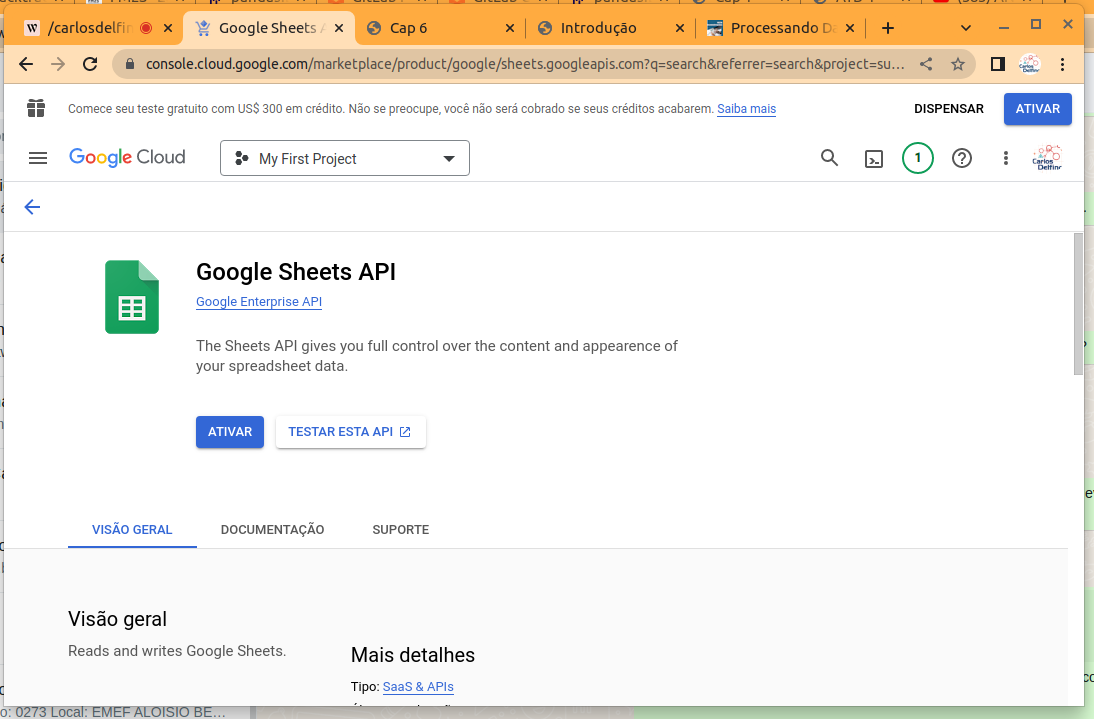 /carlosdelfin
Google Sheets A
Cap 6
Introdução
Processando Da
console.cloud.google.com/marketplace/product/google/sheets.googleapis.com?q=search&referrer=search&project=su...
Comece seu teste gratuito com US$ 300 em crédito. Não se preocupe, você não será cobrado se seus créditos acabarem. Saiba mais
DISPENSAR
ATIVAR
Google Cloud
My First Project
1
Carlos
Delfino
Google Sheets API
Google Enterprise API
The Sheets API gives you full control over the content and appearence of
your spreadsheet data.
ATIVAR
TESTAR ESTA API
VISÃO GERAL
DOCUMENTAÇÃO
SUPORTE
Visão geral
Reads and writes Google Sheets.
Mais detalhes
Tipo: SaaS & APIs
o: 0273 Local: EMEF ALOISIO BE...